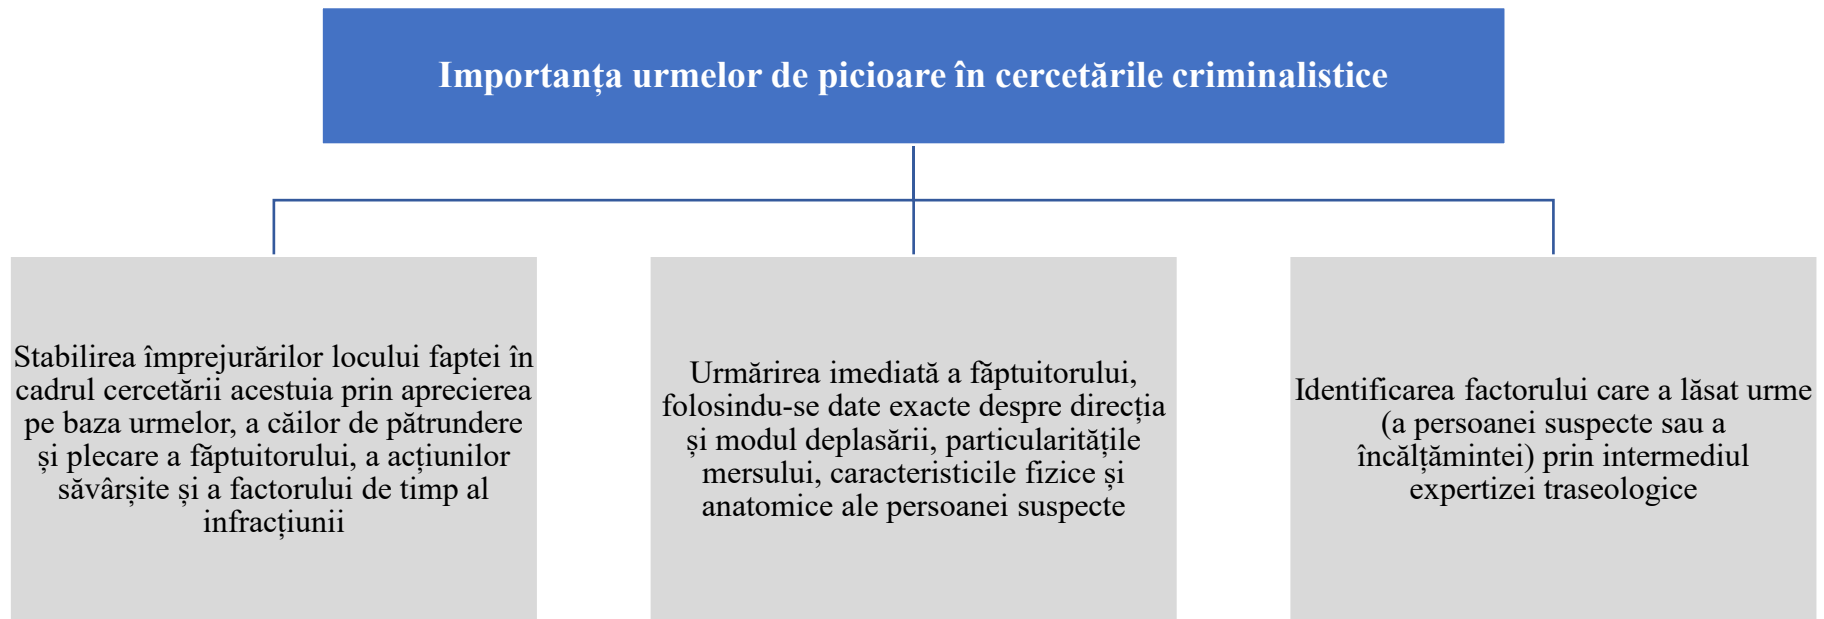 Importanța urmelor de picioare în cercetările criminalistice
Stabilirea împrejurărilor locului faptei în
cadrul cercetării acestuia prin aprecierea
pe baza urmelor, a căilor de pătrundere
și plecare a făptuitorului, a acțiunilor
săvârșite și a factorului de timp al
infracțiunii
Urmărirea imediată a făptuitorului,
folosindu-se date exacte despre direcția
și modul deplasării, particularitățile
mersului, caracteristicile fizice și
anatomice ale persoanei suspecte
Identificarea factorului care a lăsat urme
(a persoanei suspecte sau a
încălțămintei) prin intermediul
expertizei traseologice